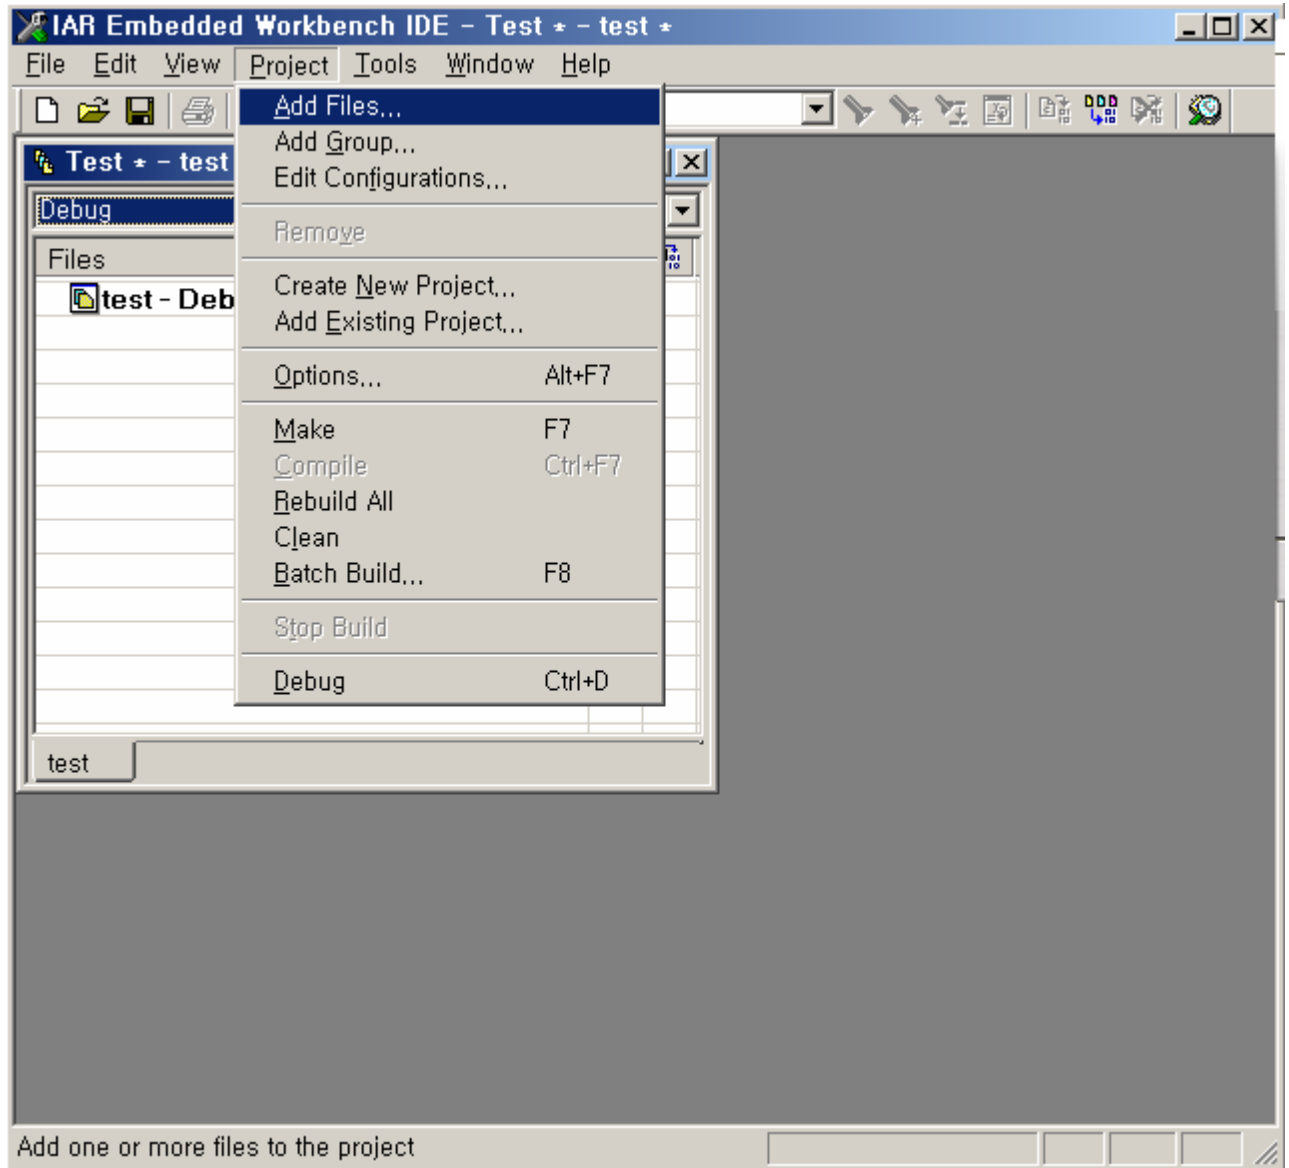 IAR Embedded Workbench IDE - Test * - test *
File Edit View Project Tools Window Help
Add Files...
Add Group...
Test * - test
Edit Configurations...
Debug
Remove
Files
Create New Project...
test - Deb
Add Existing Project...
Options... Alt+F7
Make F7
Compile Ctrl+F7
Rebuild All
Clean
Batch Build... F8
Stop Build
Debug Ctrl+D
test
Add one or more files to the project